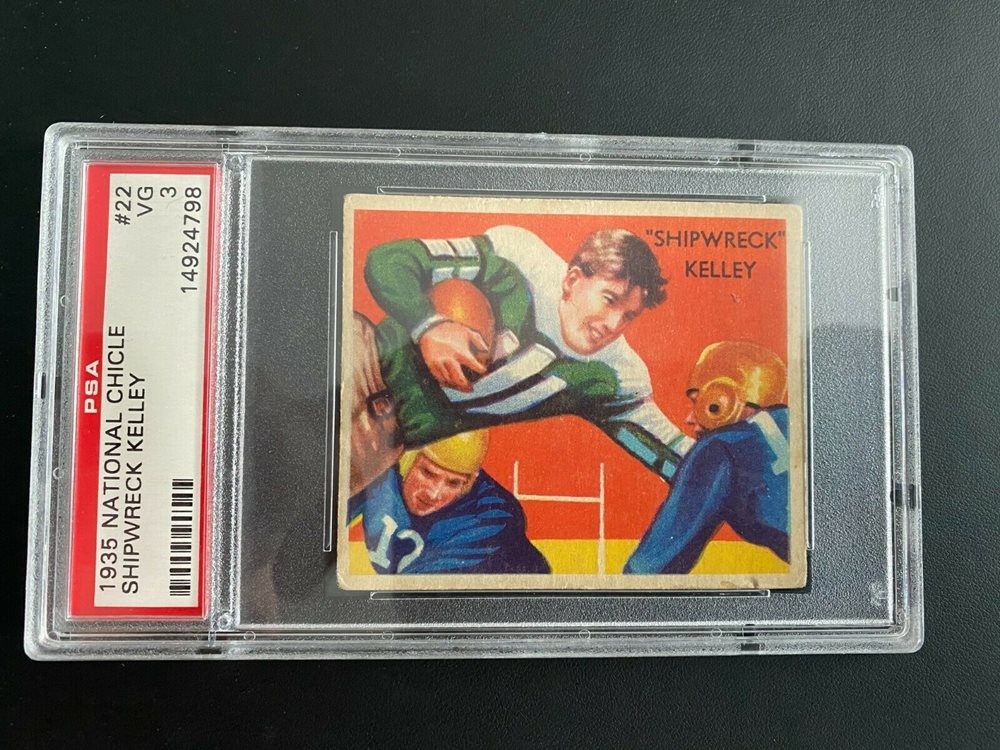 1935 NATIONAL CHICLE #22
SHIPWRECK KELLEY VG
3
PSA 14924798
"SHIPWRECK"
KELLEY
12